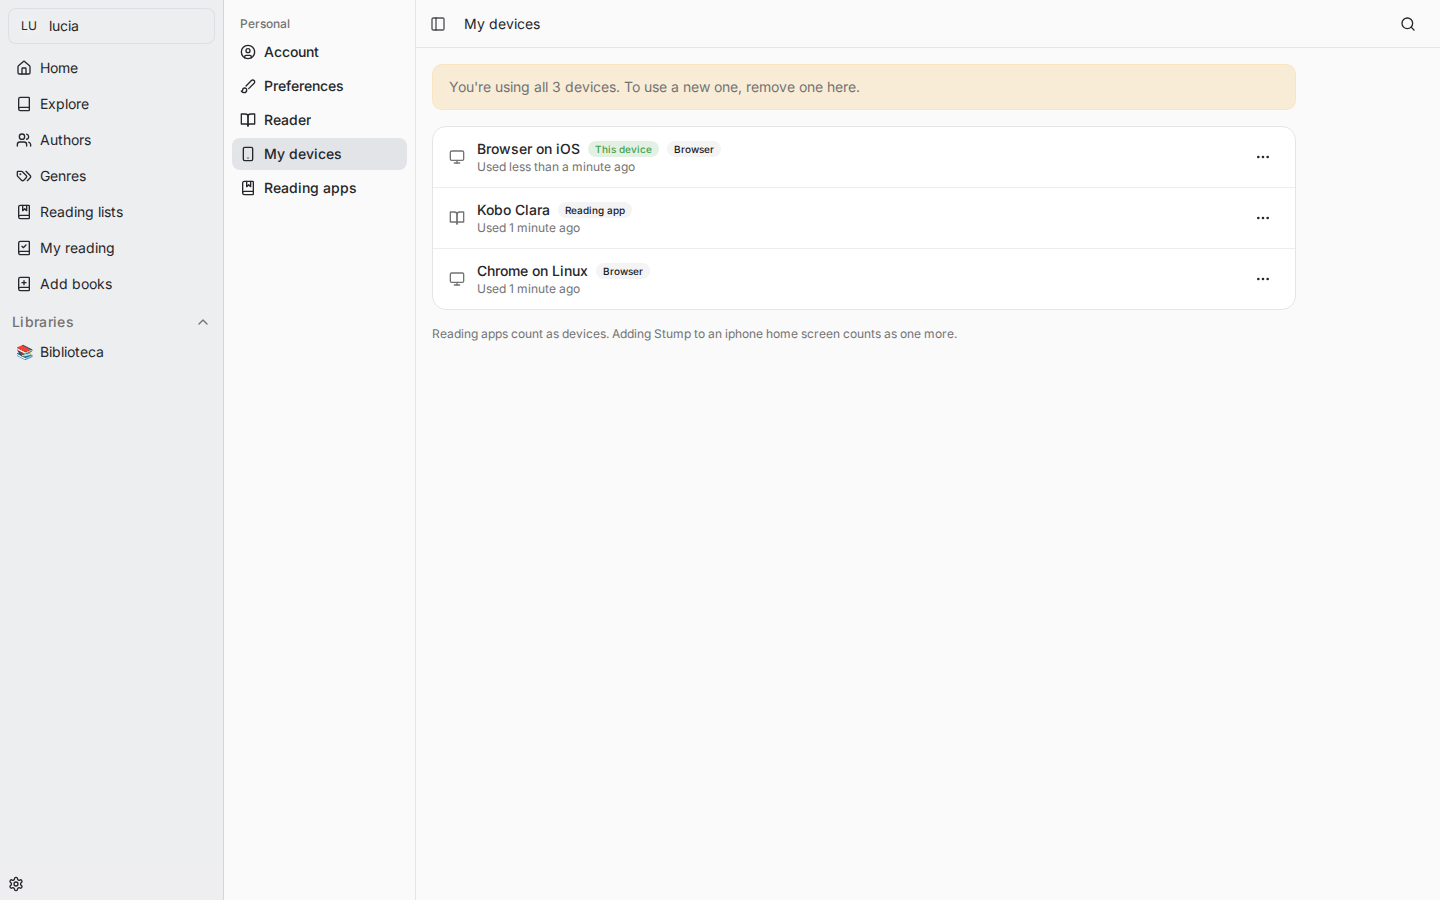 LU lucia
Home
Explore
Authors
Genres
Reading lists
My reading
Add books
Libraries
Biblioteca
Personal
Account
Preferences
Reader
My devices
Reading apps
My devices
You're using all 3 devices. To use a new one, remove one here.
Browser on iOS This device Browser
Used less than a minute ago
Kobo Clara Reading app
Used 1 minute ago
Chrome on Linux Browser
Used 1 minute ago
Reading apps count as devices. Adding Stump to an iphone home screen counts as one more.